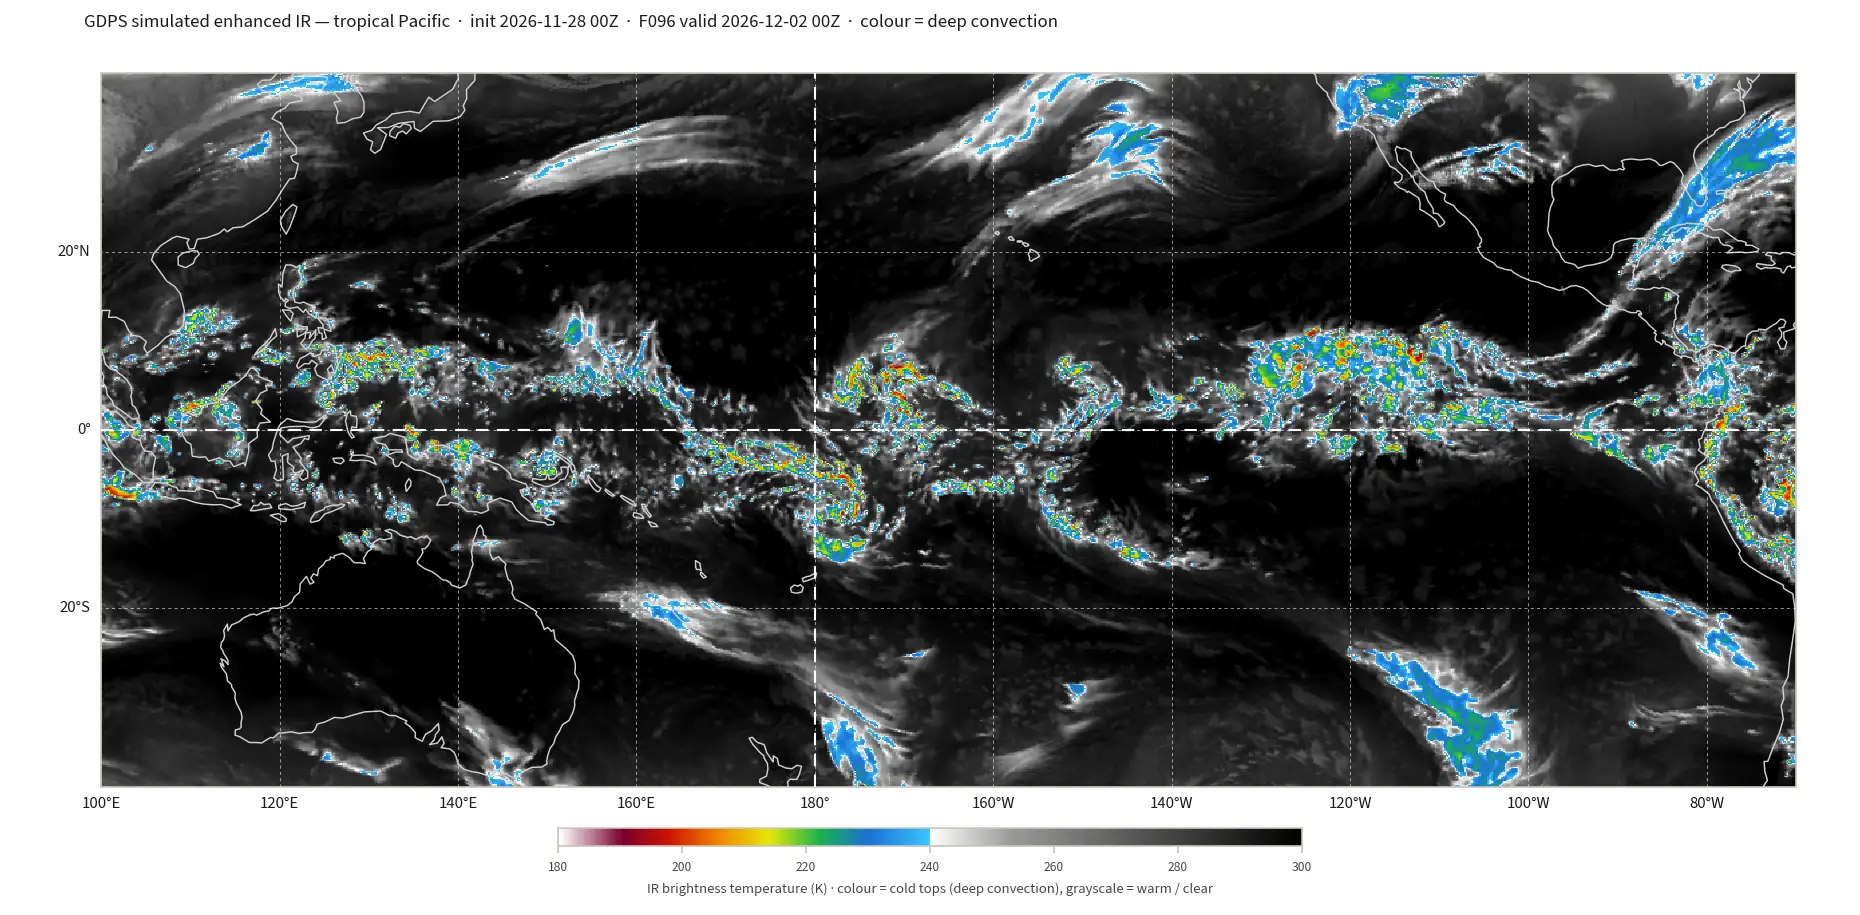 GDPS simulated enhanced IR — tropical Pacific · init 2026-11-28 00Z · F096 valid 2026-12-02 00Z · colour = deep convection
20°N
0°
20°S
100°E 120°E 140°E 160°E 180° 160°W 140°W 120°W 100°W 80°W
180 200 220 240 260 280 300
IR brightness temperature (K) · colour = cold tops (deep convection), grayscale = warm / clear